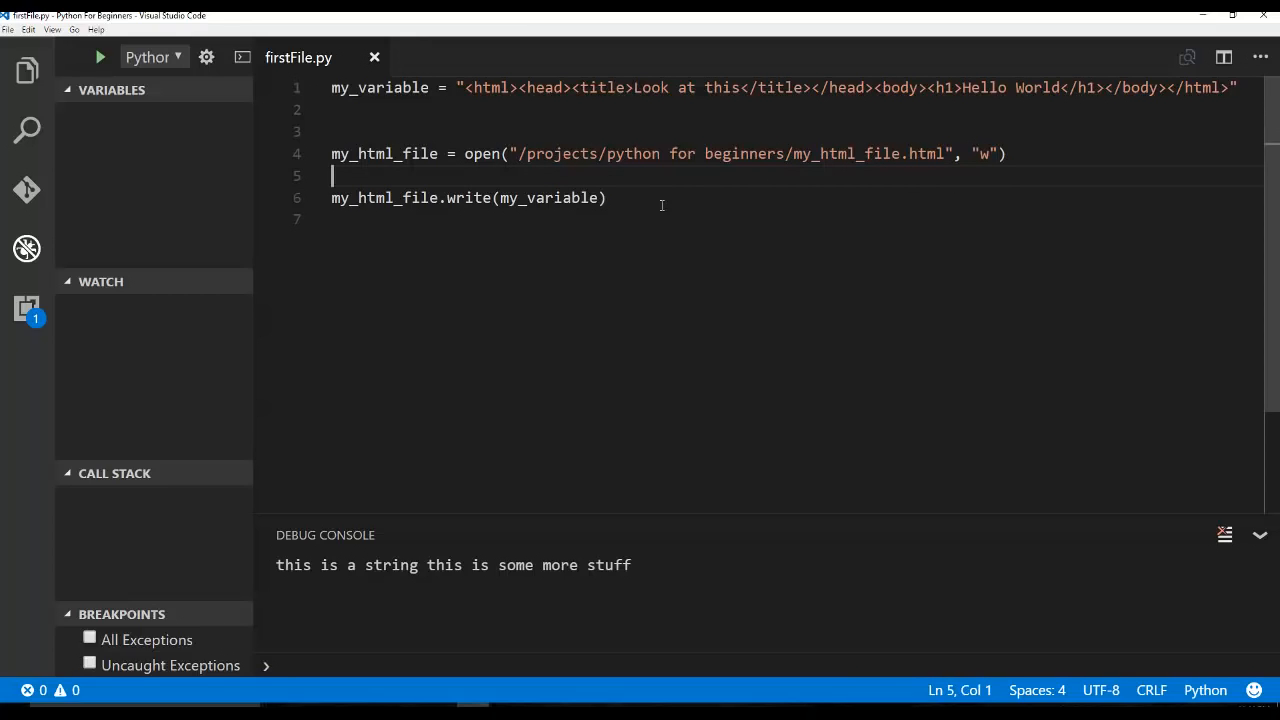 firstFile.py - Python For Beginners - Visual Studio Code
File Edit View Go Help
Python
firstFile.py
VARIABLES
WATCH
CALL STACK
BREAKPOINTS
All Exceptions
Uncaught Exceptions
1
1 my_variable = "<html><head><title>Look at this</title></head><body><h1>Hello World</h1></body></html>"
2
3
4 my_html_file = open("/projects/python for beginners/my_html_file.html", "w")
5
6 my_html_file.write(my_variable)
7
DEBUG CONSOLE
this is a string this is some more stuff
0 0 Ln 5, Col 1 Spaces: 4 UTF-8 CRLF Python